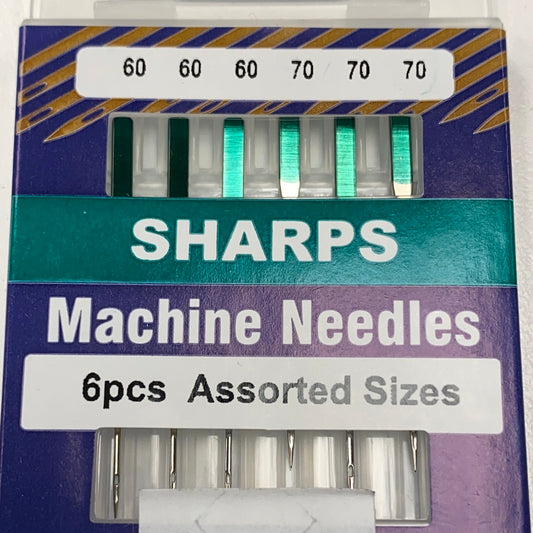 60 60 60 70 70 70
SHARPS
Machine Needles
6pcs Assorted Sizes